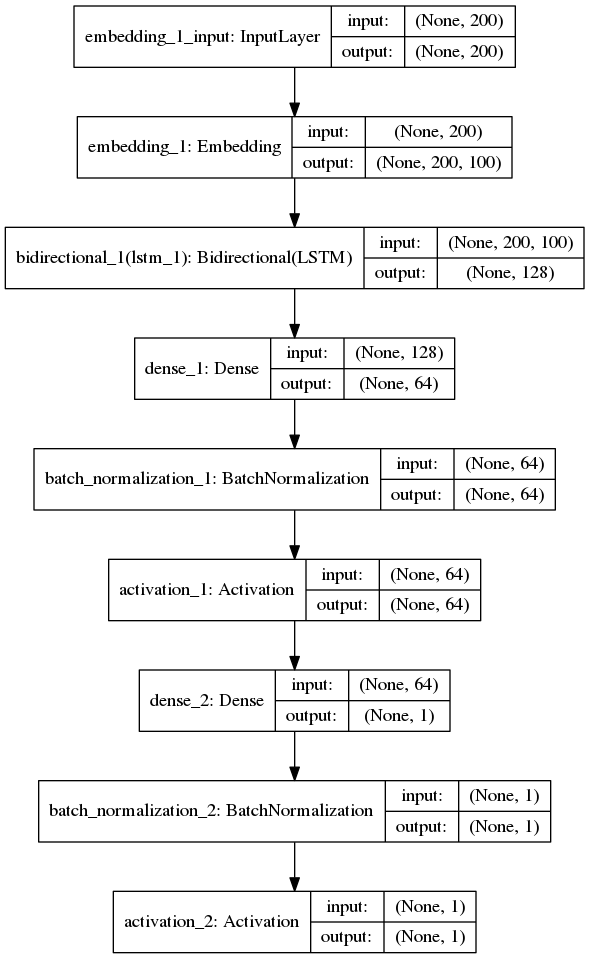 embedding_1_input: InputLayer
input: (None, 200)
output: (None, 200)
embedding_1: Embedding
input: (None, 200)
output: (None, 200, 100)
bidirectional_1(lstm_1): Bidirectional(LSTM)
input: (None, 200, 100)
output: (None, 128)
dense_1: Dense
input: (None, 128)
output: (None, 64)
batch_normalization_1: BatchNormalization
input: (None, 64)
output: (None, 64)
activation_1: Activation
input: (None, 64)
output: (None, 64)
dense_2: Dense
input: (None, 64)
output: (None, 1)
batch_normalization_2: BatchNormalization
input: (None, 1)
output: (None, 1)
activation_2: Activation
input: (None, 1)
output: (None, 1)